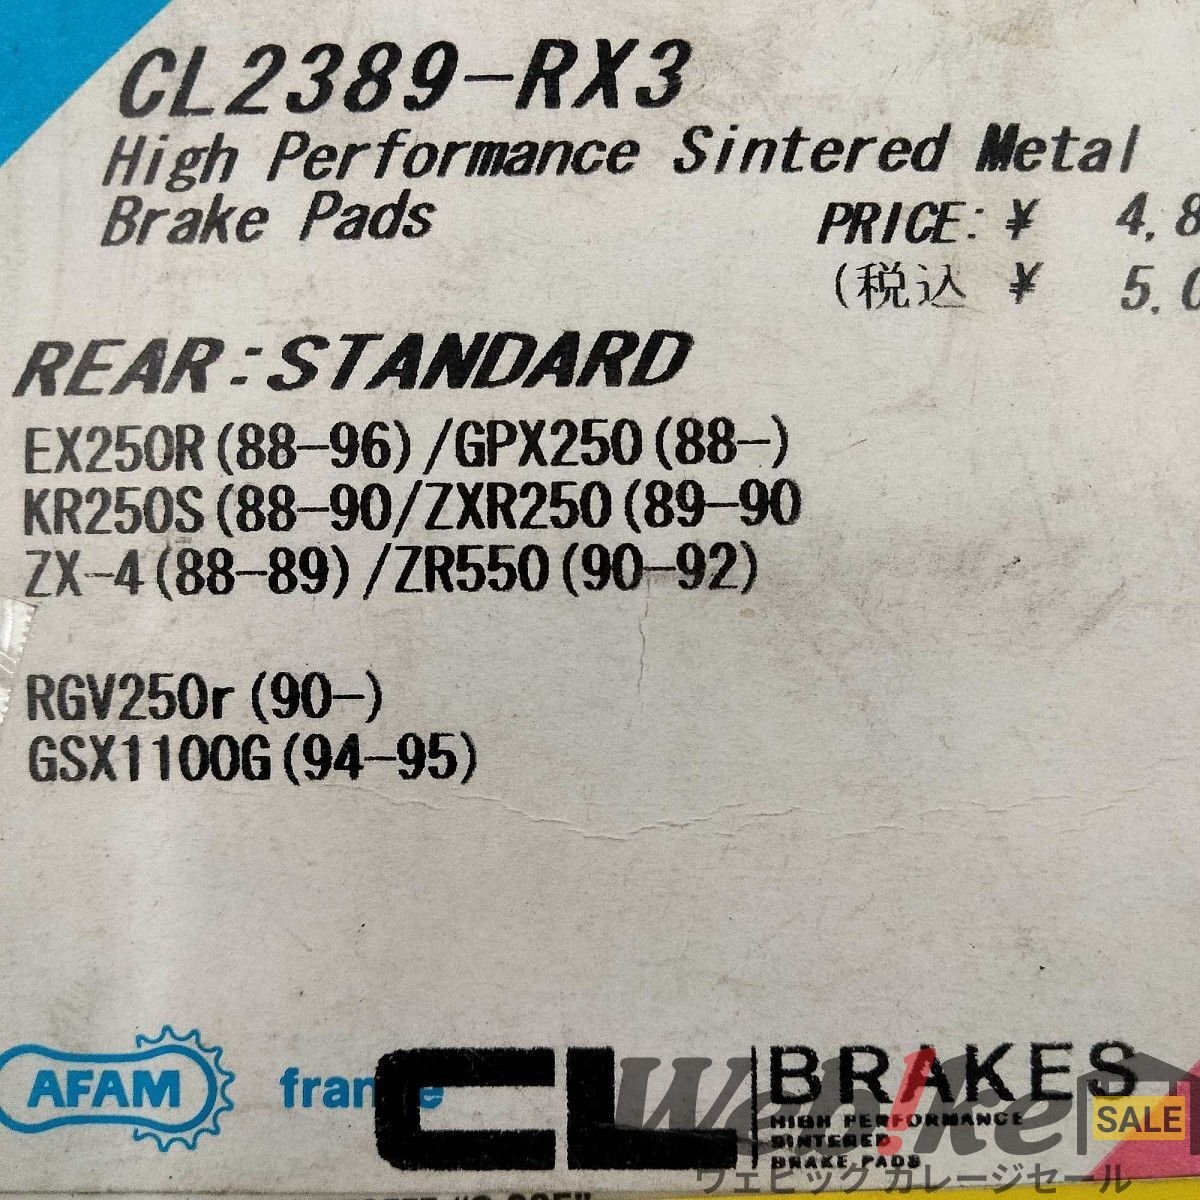 CL2389-RX3
High Performance Sintered Metal
Brake Pads
PRICE: ¥ 4,8
(税込 ¥ 5,0
REAR:STANDARD
EX250R(88-96)/GPX250(88-)
KR250S(88-90/ZXR250(89-90
ZX-4(88-89)/ZR550(90-92)
RGV250r(90-)
GSX1100G(94-95)
AFAM france CL BRAKES
HIGH PERFORMANCE
SINTERED
BRAKE PADS
Webike SALE
ウェビック ガレージセール